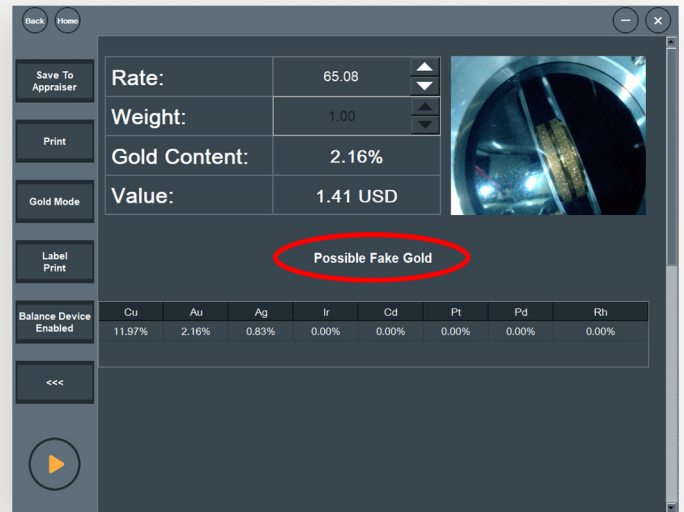 Back Home
Save To
Appraiser
Print
Gold Mode
Label
Print
Balance Device
Enabled
<<<
Rate: 65.08
Weight: 1.00
Gold Content: 2.16%
Value: 1.41 USD
Possible Fake Gold
Cu Au Ag Ir Cd Pt Pd Rh
11.97% 2.16% 0.83% 0.00% 0.00% 0.00% 0.00% 0.00%